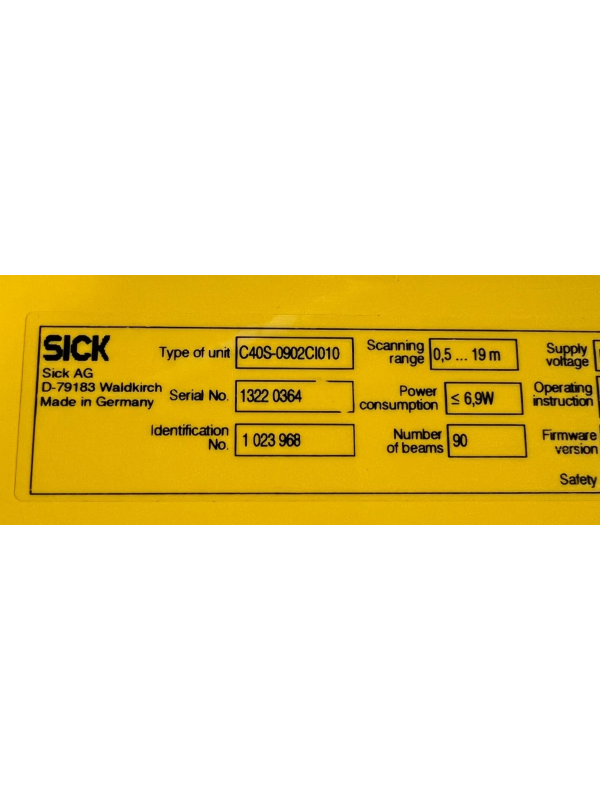 SICK
Sick AG
D-79183 Waldkirch
Made in Germany
Type of unit C40S-0902CI010
Serial No. 1322 0364
Identification
No. 1 023 968
Scanning
range 0,5 ... 19 m
Power
consumption ≤ 6,9W
Number
of beams 90
Supply
voltage
Operating
instruction
Firmware
version
Safety